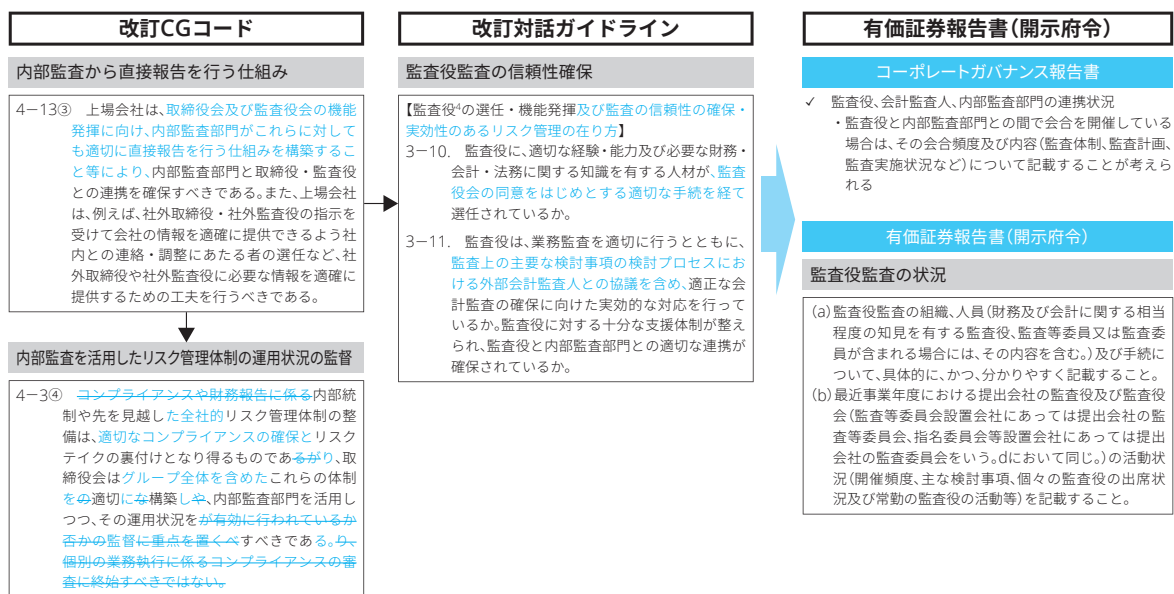 改訂CGコード
内部監査から直接報告を行う仕組み
4－13③　上場会社は、取締役会及び監査役会の機能
発揮に向け、内部監査部門がこれらに対して
も適切に直接報告を行う仕組みを構築するこ
と等により、内部監査部門と取締役・監査役
との連携を確保すべきである。また、上場会社
は、例えば、社外取締役・社外監査役の指示を
受けて会社の情報を適確に提供できるよう社
内との連絡・調整にあたる者の選任など、社
外取締役や社外監査役に必要な情報を適確に
提供するための工夫を行うべきである。
内部監査を活用したリスク管理体制の運用状況の監督
4－3④　コンプライアンスや財務報告に係る内部統
制や先を見越した全社的リスク管理体制の整
備は、適切なコンプライアンスの確保とリスク
テイクの裏付けとなり得るものであるがり、取
締役会はグループ全体を含めたこれらの体制
をの適切にな構築しや、内部監査部門を活用し
つつ、その運用状況をが有効に行われているか
否かの監督に重点を置くべすべきである。り、
個別の業務執行に係るコンプライアンスの審
査に終始すべきではない。
改訂対話ガイドライン
監査役監査の信頼性確保
【監査役4の選任・機能発揮及び監査の信頼性の確保・
実効性のあるリスク管理の在り方】
3－10.　監査役に、適切な経験・能力及び必要な財務・
会計・法務に関する知識を有する人材が、監査
役会の同意をはじめとする適切な手続を経て
選任されているか。
3－11.　監査役は、業務監査を適切に行うとともに、
監査上の主要な検討事項の検討プロセスにお
ける外部会計監査人との協議を含め、適正な会
計監査の確保に向けた実効的な対応を行って
いるか。監査役に対する十分な支援体制が整え
られ、監査役と内部監査部門との適切な連携が
確保されているか。
有価証券報告書（開示府令）
コーポレートガバナンス報告書
✓　監査役、会計監査人、内部監査部門の連携状況
・監査役と内部監査部門との間で会合を開催している
場合は、その会合頻度及び内容（監査体制、監査計画、
監査実施状況など）について記載することが考えら
れる
有価証券報告書（開示府令）
監査役監査の状況
（a）監査役監査の組織、人員（財務及び会計に関する相当
程度の知見を有する監査役、監査等委員又は監査委
員が含まれる場合には、その内容を含む。）及び手続に
ついて、具体的に、かつ、分かりやすく記載すること。
（b）最近事業年度における提出会社の監査役及び監査役
会（監査等委員会設置会社にあっては提出会社の監
査等委員会、指名委員会等設置会社にあっては提出
会社の監査委員会をいう。dにおいて同じ。）の活動状
況（開催頻度、主な検討事項、個々の監査役の出席状
況及び常勤の監査役の活動等）を記載すること。